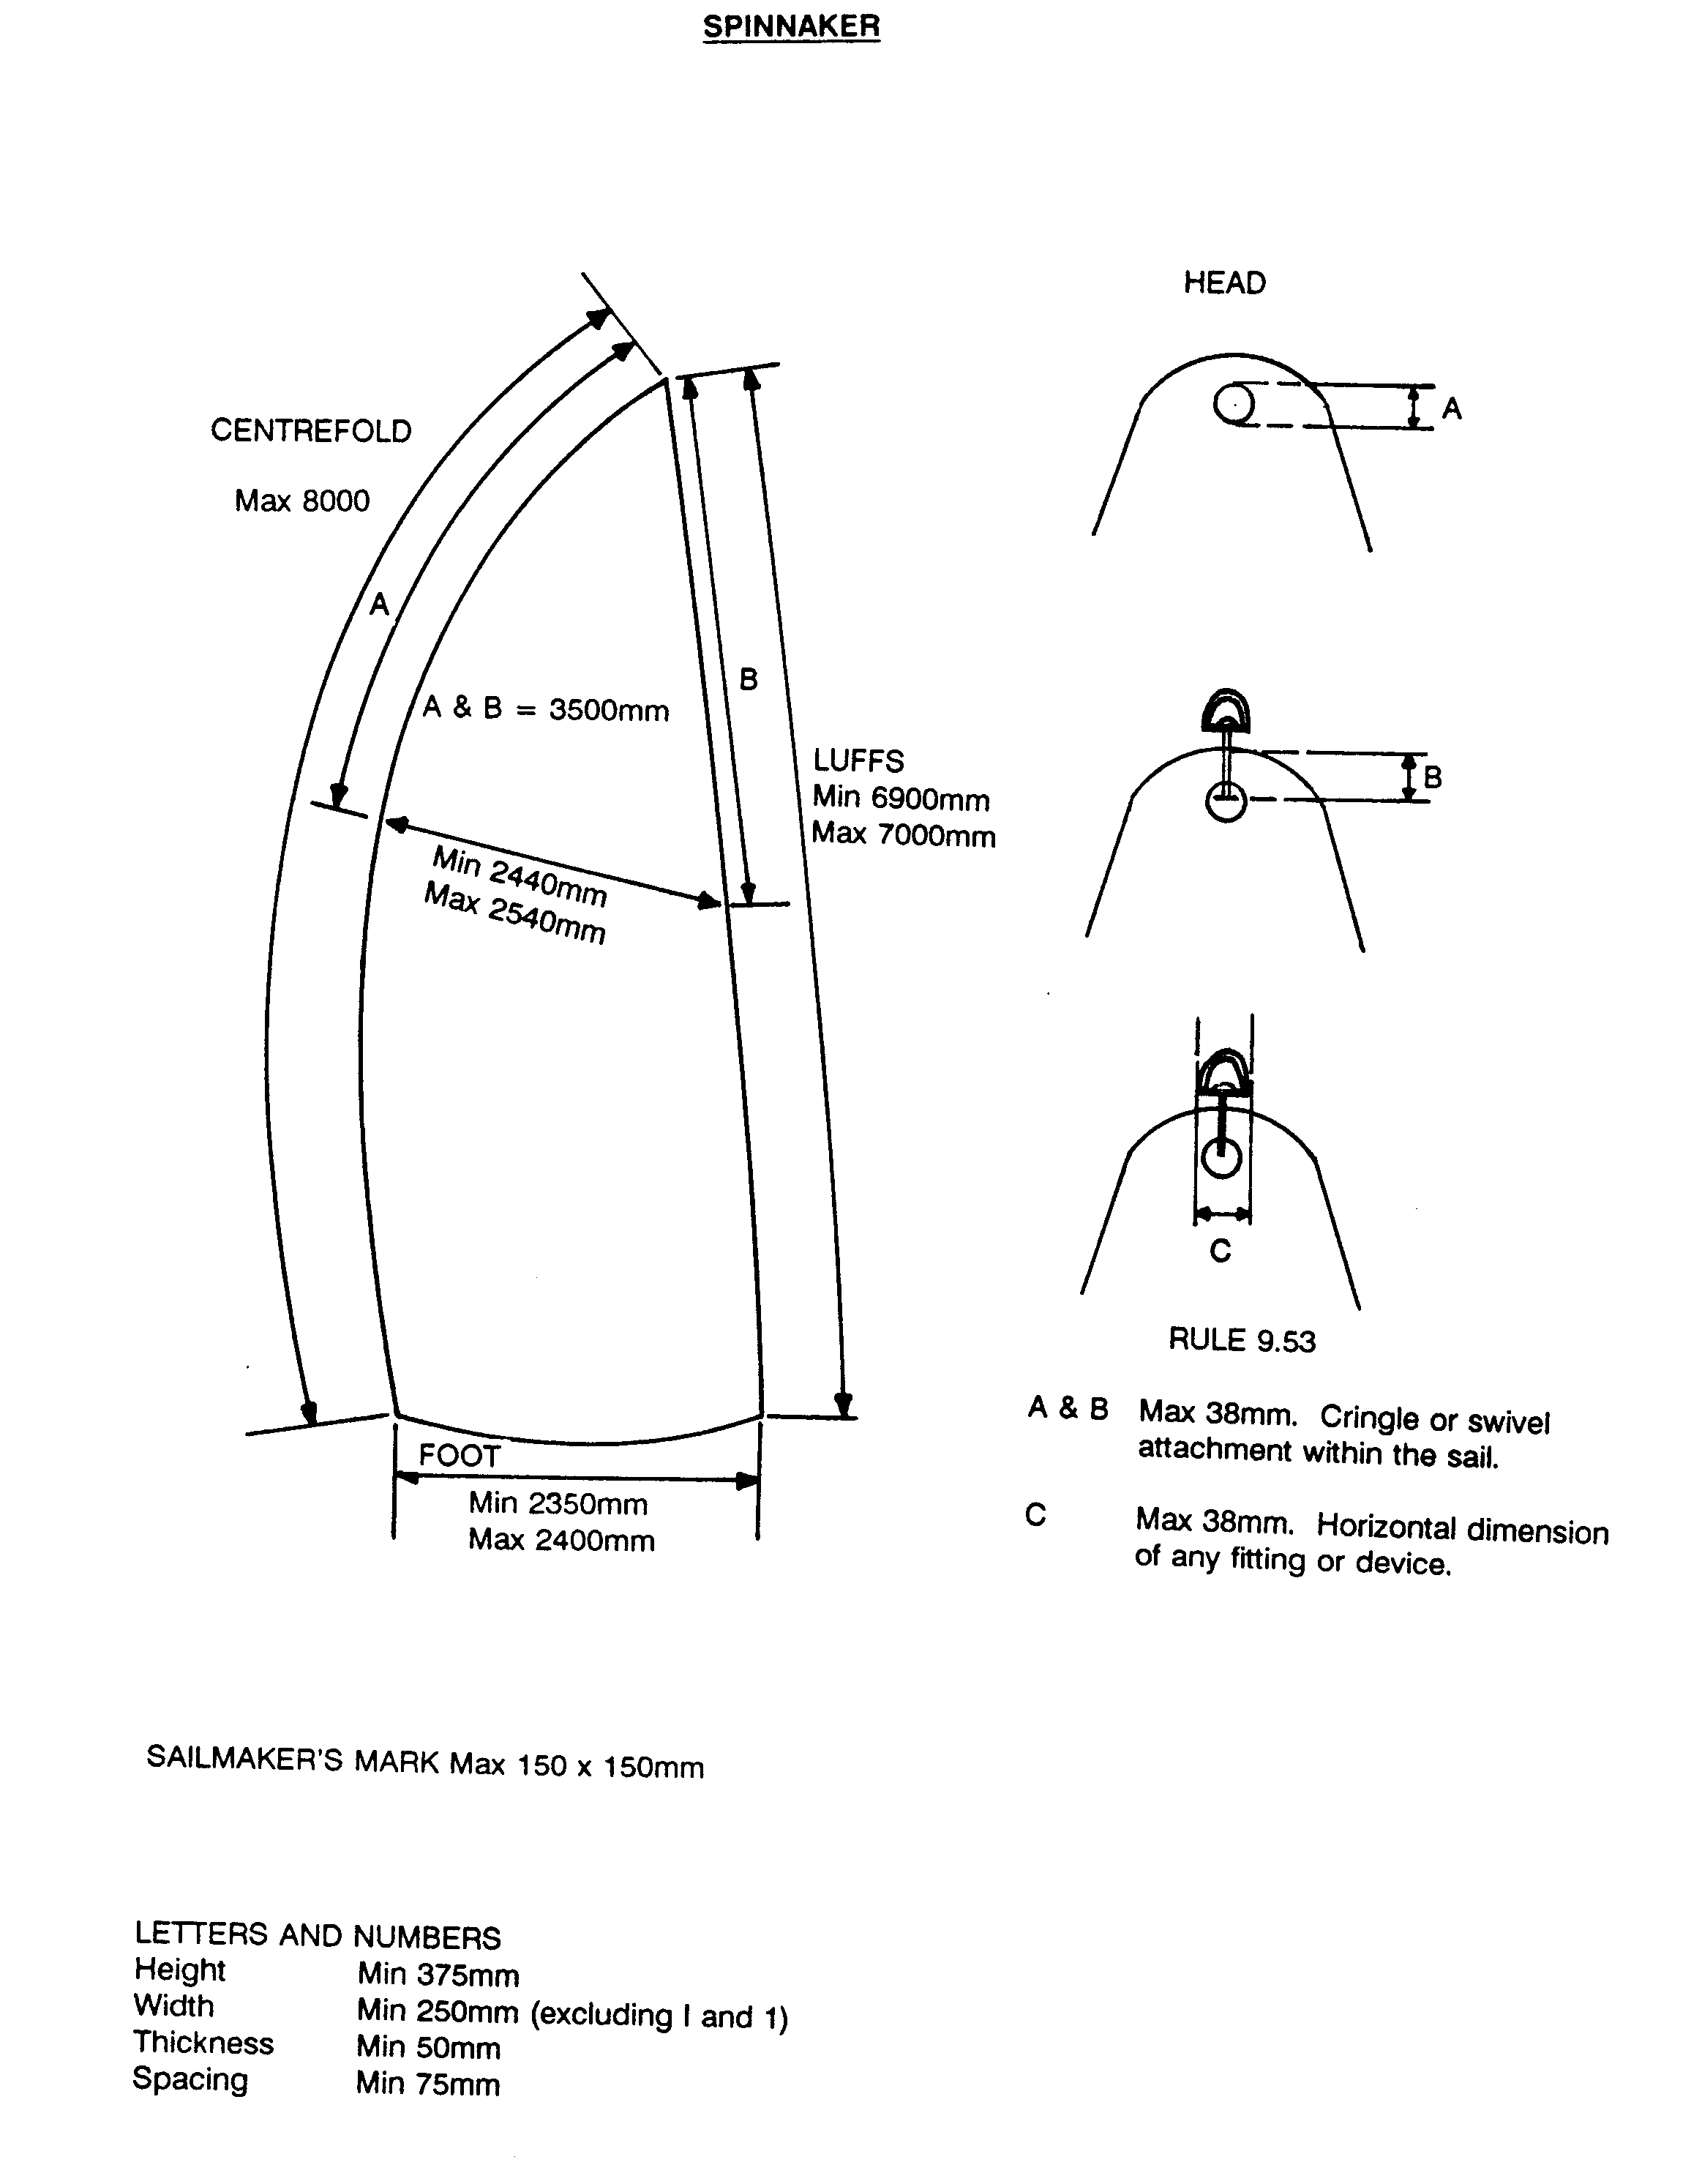 SPINNAKER
CENTREFOLD
Max 8000
A
A & B = 3500mm
B
LUFFS
Min 6900mm
Max 7000mm
Min 2440mm
Max 2540mm
FOOT
Min 2350mm
Max 2400mm
HEAD
A
B
C
RULE 9.53
A & B Max 38mm. Cringle or swivel
attachment within the sail.
C Max 38mm. Horizontal dimension
of any fitting or device.
SAILMAKER'S MARK Max 150 x 150mm
LETTERS AND NUMBERS
Height Min 375mm
Width Min 250mm (excluding I and 1)
Thickness Min 50mm
Spacing Min 75mm